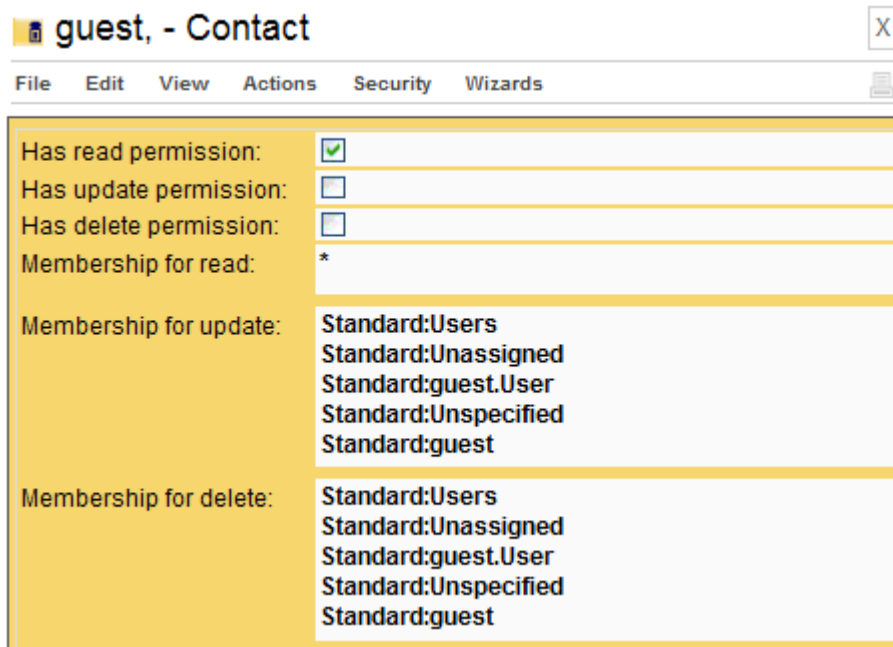 guest, - Contact
X
File Edit View Actions Security Wizards
Has read permission:
Has update permission:
Has delete permission:
Membership for read: *
Membership for update: Standard:Users
Standard:Unassigned
Standard:guest.User
Standard:Unspecified
Standard:guest
Membership for delete: Standard:Users
Standard:Unassigned
Standard:guest.User
Standard:Unspecified
Standard:guest